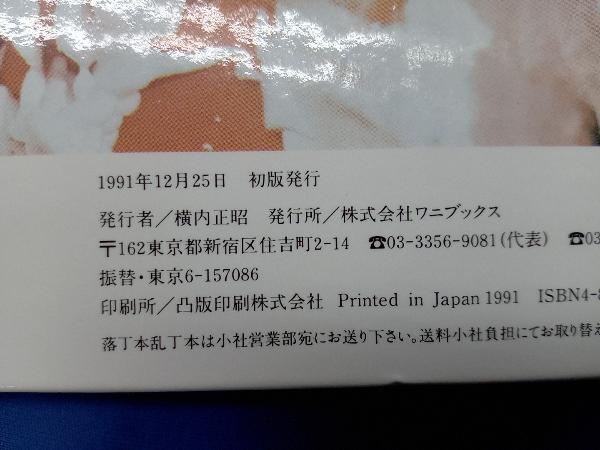 1991年12月25日　初版発行
発行者／横内正昭　発行所／株式会社ワニブックス
〒162東京都新宿区住吉町2-14　☎03-3356-9081(代表)　☎03
振替・東京6-157086
印刷所／凸版印刷株式会社　Printed in Japan 1991　ISBN4-8
落丁本乱丁本は小社営業部宛にお送り下さい。送料小社負担にてお取り替え